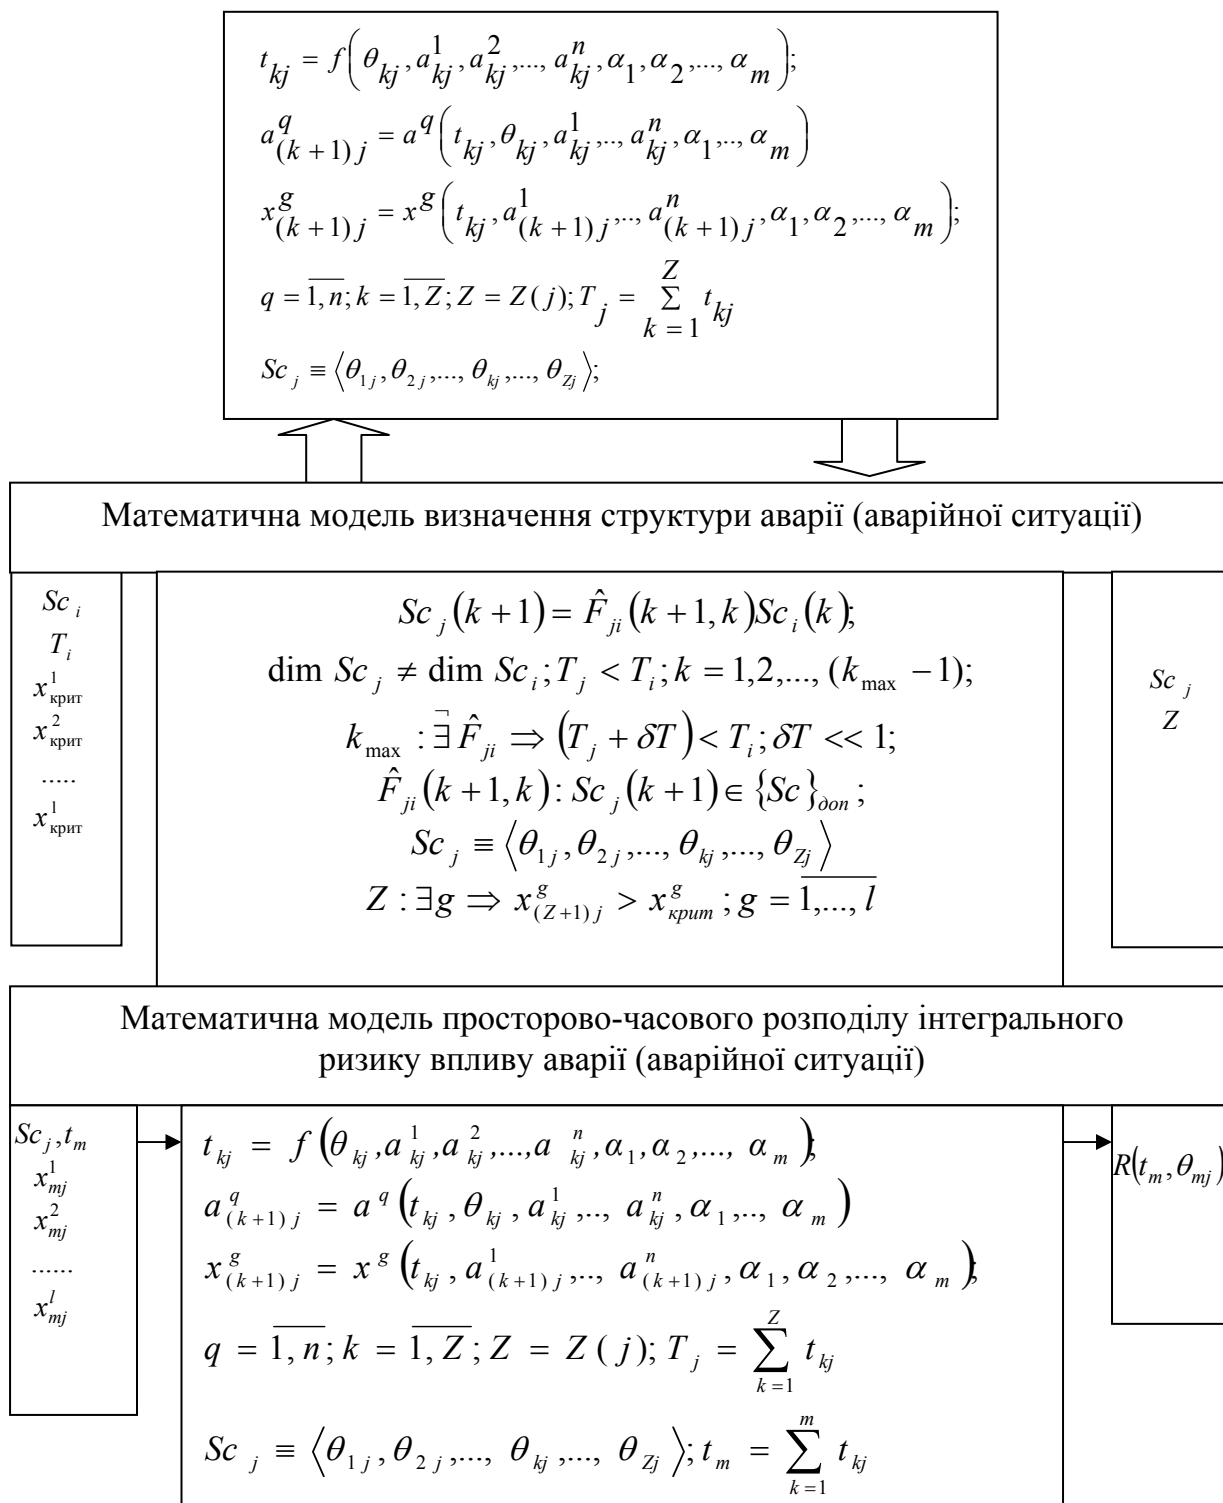 t_{kj} = f(θ_{kj}, a^1_{kj}, a^2_{kj},..., a^n_{kj}, α_1, α_2,..., α_m);
a^q_{(k+1)j} = a^q(t_{kj}, θ_{kj}, a^1_{kj},.., a^n_{kj}, α_1,.., α_m)
x^g_{(k+1)j} = x^g(t_{kj}, a^1_{(k+1)j},.., a^n_{(k+1)j}, α_1, α_2,..., α_m);
q = \overline{1,n}; k = \overline{1,Z}; Z = Z(j); T_j = \sum_{k=1}^{Z} t_{kj}
Sc_j ≡ ⟨θ_{1j}, θ_{2j},..., θ_{kj},..., θ_{Zj}⟩;
Математична модель визначення структури аварії (аварійної ситуації)
Sc_i
T_i
x^1_{крит}
x^2_{крит}
.....
x^1_{крит}
Sc_j(k+1) = \hat{F}_{ji}(k+1,k)Sc_i(k);
dim Sc_j ≠ dim Sc_i; T_j < T_i; k = 1,2,..., (k_{max} −1);
k_{max} : \bar{∃} \hat{F}_{ji} ⇒ (T_j + δT) < T_i; δT << 1;
\hat{F}_{ji}(k+1,k): Sc_j(k+1) ∈ {Sc}_{доп};
Sc_j ≡ ⟨θ_{1j}, θ_{2j},..., θ_{kj},..., θ_{Zj}⟩
Z : ∃g ⇒ x^g_{(Z+1)j} > x^g_{крит}; g = \overline{1,...,l}
Sc_j
Z
Математична модель просторово-часового розподілу інтегрального
ризику впливу аварії (аварійної ситуації)
Sc_j, t_m
x^1_{mj}
x^2_{mj}
......
x^l_{mj}
t_{kj} = f(θ_{kj}, a^1_{kj}, a^2_{kj},..., a^n_{kj}, α_1, α_2,..., α_m);
a^q_{(k+1)j} = a^q(t_{kj}, θ_{kj}, a^1_{kj},.., a^n_{kj}, α_1,.., α_m)
x^g_{(k+1)j} = x^g(t_{kj}, a^1_{(k+1)j},.., a^n_{(k+1)j}, α_1, α_2,..., α_m);
q = \overline{1,n}; k = \overline{1,Z}; Z = Z(j); T_j = \sum_{k=1}^{Z} t_{kj}
Sc_j ≡ ⟨θ_{1j}, θ_{2j},..., θ_{kj},..., θ_{Zj}⟩; t_m = \sum_{k=1}^{m} t_{kj}
R(t_m, θ_{mj})